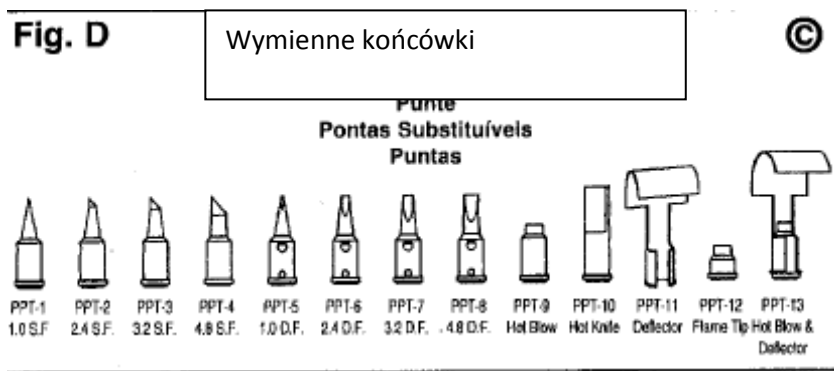 Fig. D
Wymienne końcówki
©
Punte
Pontas Substituíveis
Puntas
PPT-1 PPT-2 PPT-3 PPT-4 PPT-5 PPT-6 PPT-7 PPT-8 PPT-9 PPT-10 PPT-11 PPT-12 PPT-13
1.0 S.F 2.4 S.F. 3.2 S.F. 4.8 S.F. 1.0 D.F. 2.4 D.F. 3.2 D.F. 4.8 D.F. Hot Blow Hot Knife Deflector Flame Tip Hot Blow &
Deflector